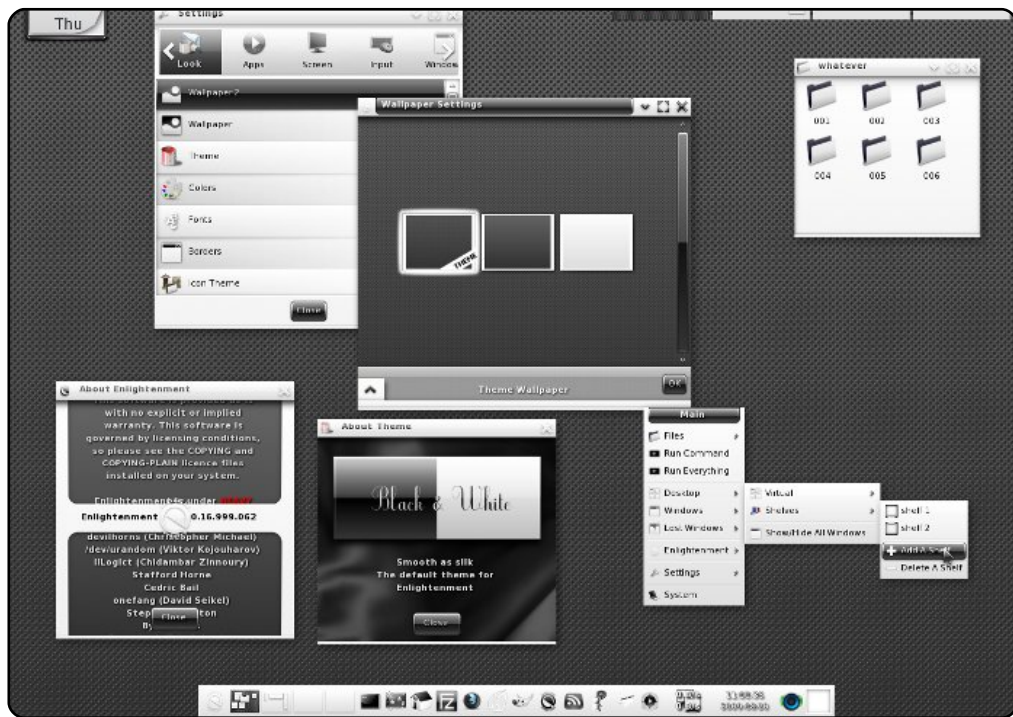 Thu
Settings
Look
Apps
Screen
Input
Window
Wallpaper 2
Wallpaper
Theme
Colors
Fonts
Borders
Icon Theme
Close
Wallpaper Settings
Theme Wallpaper
OK
THEME
whatever
001 002 003
004 005 006
About Enlightenment
with no explicit or implied
warranty. This software is
governed by licensing conditions,
so please see the COPYING and
COPYING-PLAIN licence files
installed on your system.
Enlightenment is under HEAVY
Enlightenment 0.16.999.062
devilhorns (Christopher Michael)
/dev/urandom (Viktor Kojouharov)
(Chidambar Zinnoury)
Stafford Horne
Cedric Bail
onefang (David Seikel)
Close
About Theme
Black & White
Smooth as silk
The default theme for
Enlightenment
Close
Main
Files
Run Command
Run Everything
Desktop
Windows
Lost Windows
Enlightenment
Settings
System
Virtual
Shelves
Show/Hide All Windows
shelf 1
shelf 2
Add A Shelf
Delete A Shelf